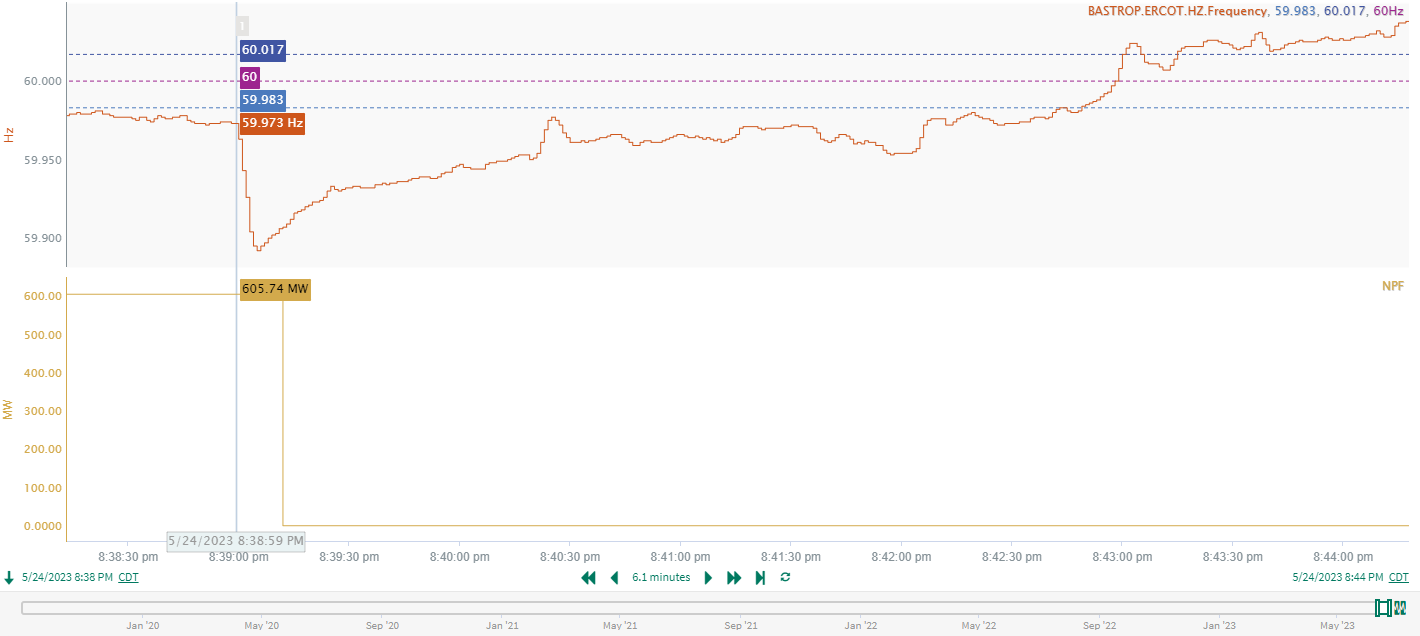 BASTROP.ERCOT.HZ.Frequency, 59.983, 60.017, 60Hz
1
60.017
60.000
60
59.983
59.973 Hz
Hz
59.950
59.900
605.74 MW
NPF
600.00
500.00
400.00
MW
300.00
200.00
100.00
0.0000
5/24/2023 8:38:59 PM
8:38:30 pm 8:39:00 pm 8:39:30 pm 8:40:00 pm 8:40:30 pm 8:41:00 pm 8:41:30 pm 8:42:00 pm 8:42:30 pm 8:43:00 pm 8:43:30 pm 8:44:00 pm
5/24/2023 8:38 PM CDT 6.1 minutes 5/24/2023 8:44 PM CDT
Jan '20 May '20 Sep '20 Jan '21 May '21 Sep '21 Jan '22 May '22 Sep '22 Jan '23 May '23